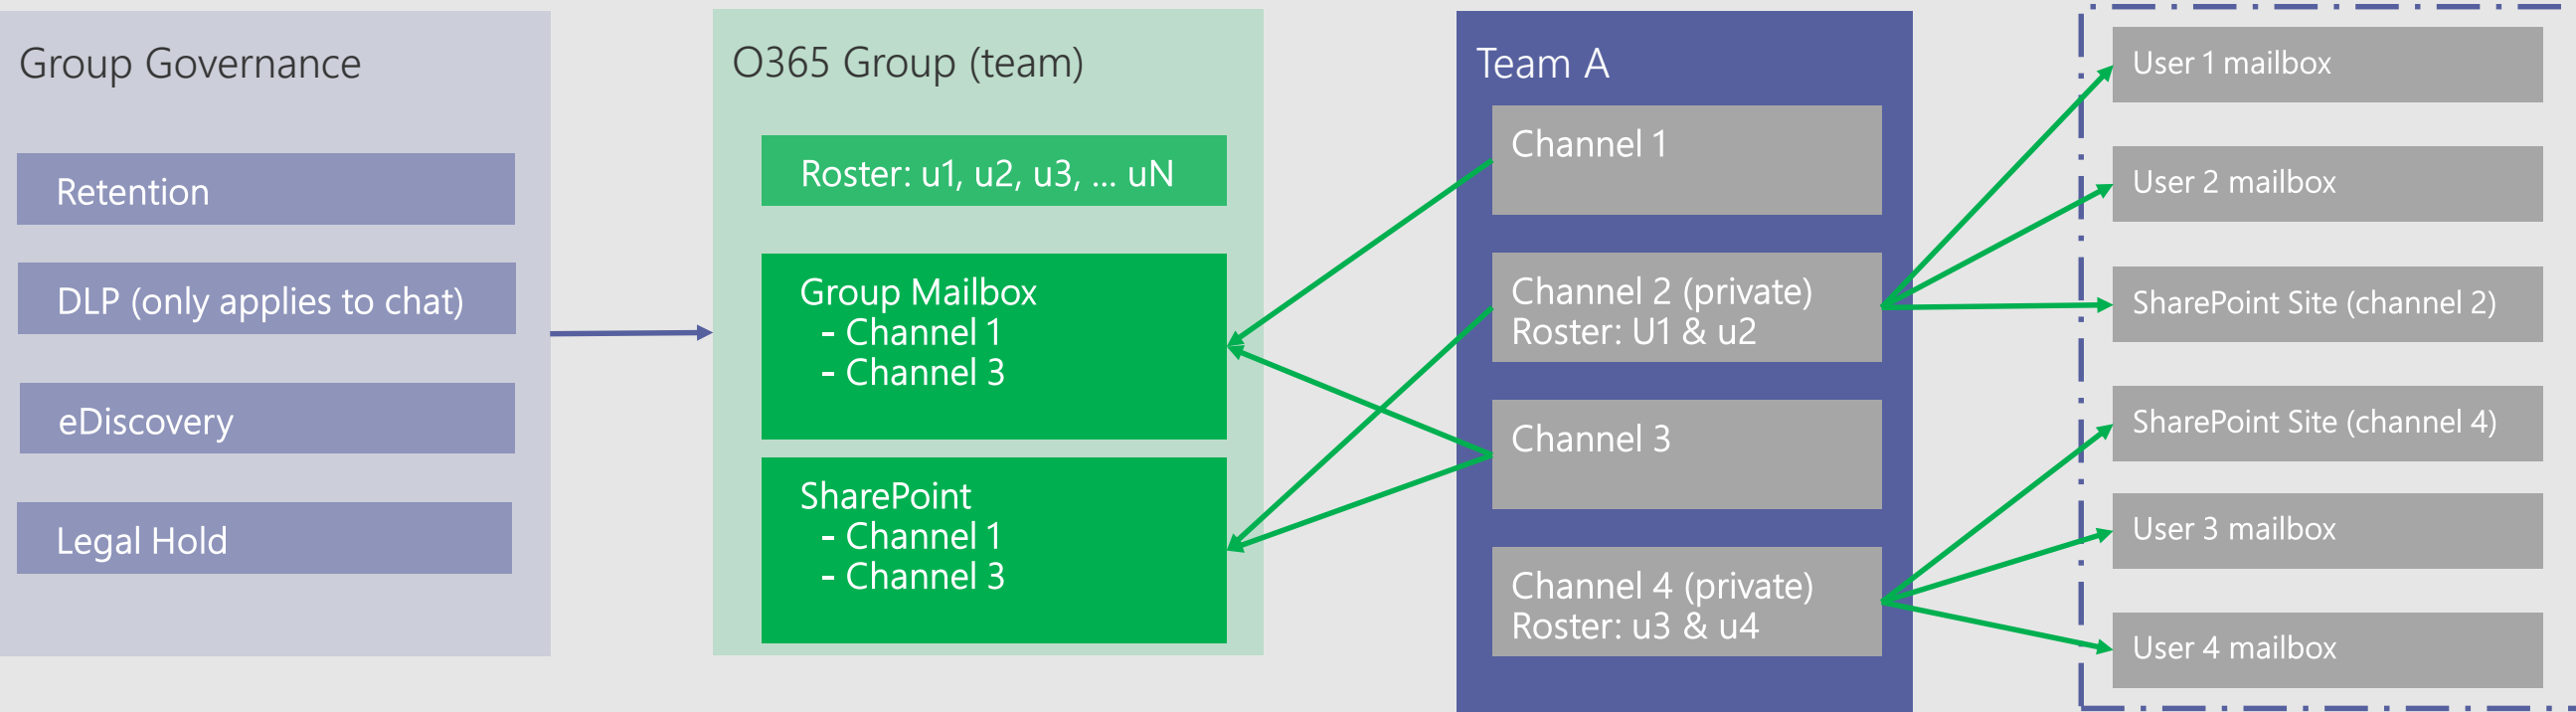 Group Governance
Retention
DLP (only applies to chat)
eDiscovery
Legal Hold
O365 Group (team)
Roster: u1, u2, u3, ... uN
Group Mailbox
- Channel 1
- Channel 3
SharePoint
- Channel 1
- Channel 3
Team A
Channel 1
Channel 2 (private)
Roster: U1 & u2
Channel 3
Channel 4 (private)
Roster: u3 & u4
User 1 mailbox
User 2 mailbox
SharePoint Site (channel 2)
SharePoint Site (channel 4)
User 3 mailbox
User 4 mailbox